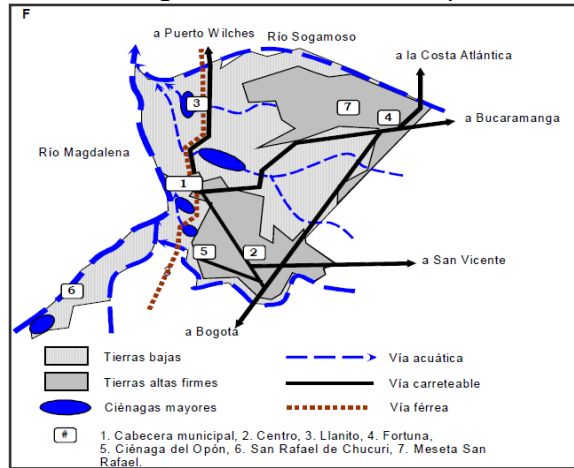 F
a Puerto Wilches
Río Sogamoso
a la Costa Atlántica
3
7
4
a Bucaramanga
Río Magdalena
1
5
2
a San Vicente
6
a Bogotá
Tierras bajas
Vía acuática
Tierras altas firmes
Vía carreteable
Ciénagas mayores
Vía férrea
# 1. Cabecera municipal, 2. Centro, 3. Llanito, 4. Fortuna,
5. Ciénaga del Opón, 6. San Rafael de Chucuri, 7. Meseta San
Rafael.